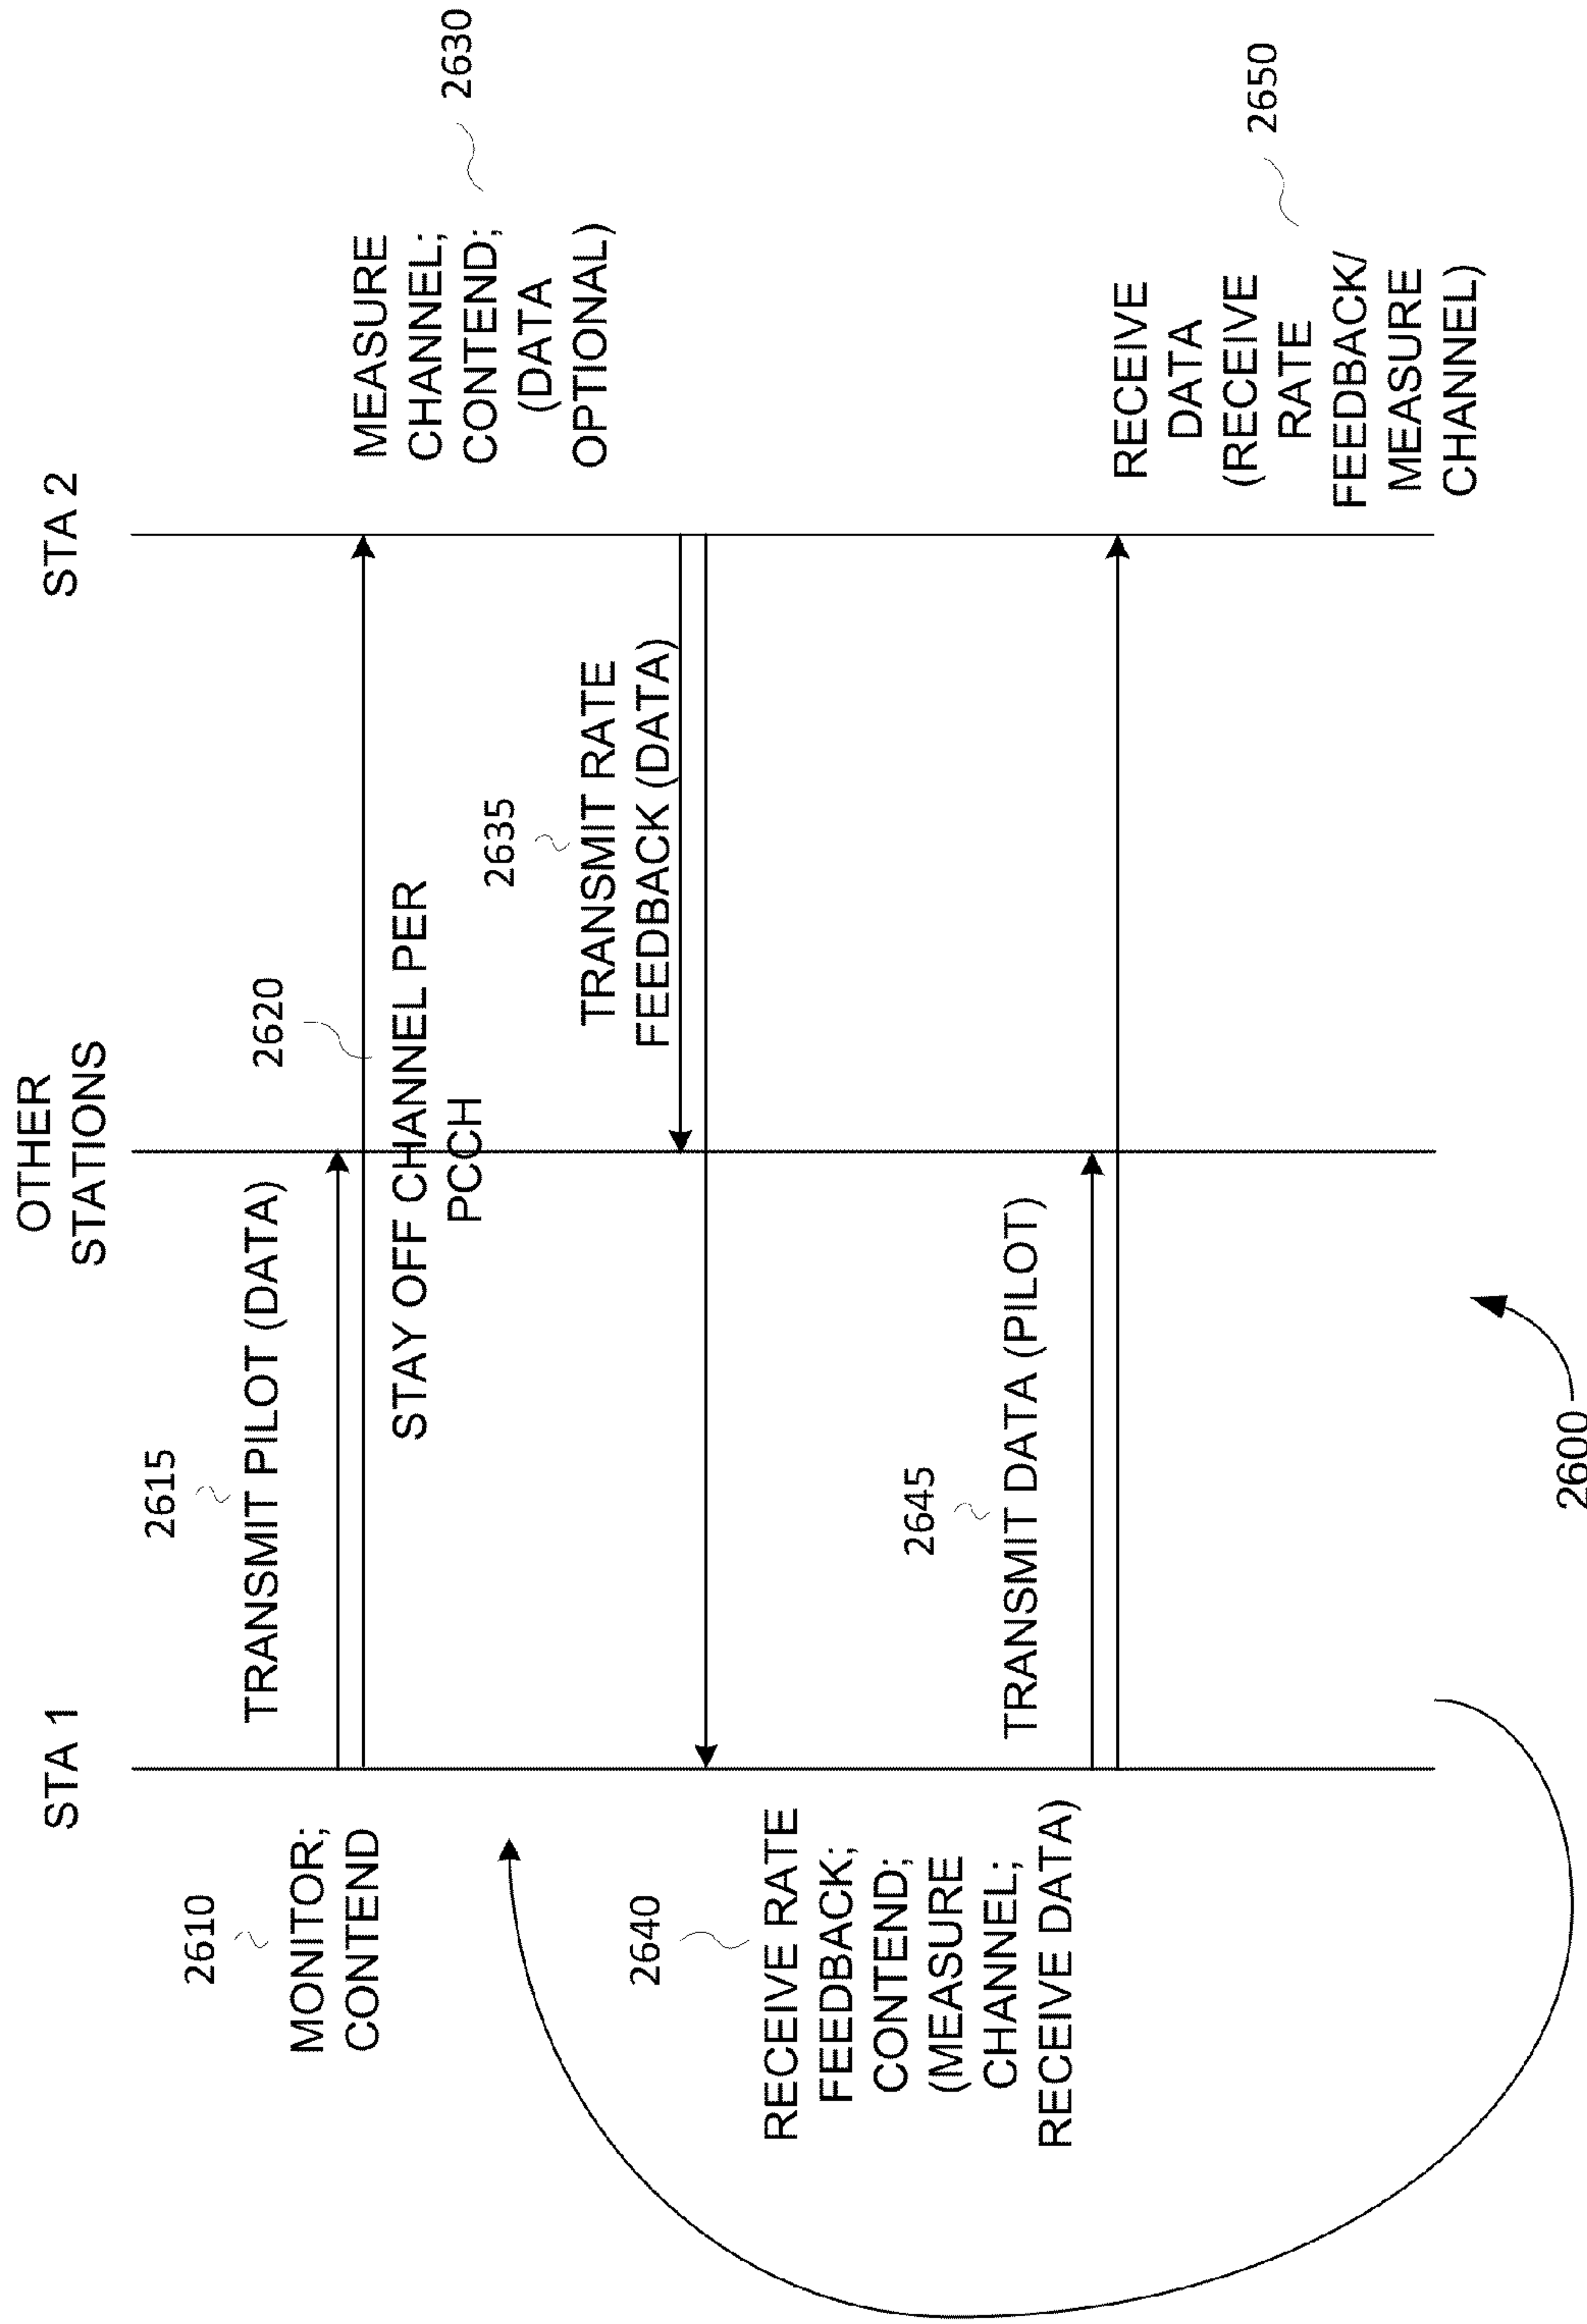 STA 1
OTHER
STATIONS
STA 2
2610
MONITOR;
CONTEND
2615
TRANSMIT PILOT (DATA)
2620
STAY OFF CHANNEL PER
PCCH
2630
MEASURE
CHANNEL;
CONTEND;
(DATA
OPTIONAL)
2635
TRANSMIT RATE
FEEDBACK (DATA)
2640
RECEIVE RATE
FEEDBACK;
CONTEND;
(MEASURE
CHANNEL;
RECEIVE DATA)
2645
TRANSMIT DATA (PILOT)
2650
RECEIVE
DATA
(RECEIVE
RATE
FEEDBACK/
MEASURE
CHANNEL)
2600